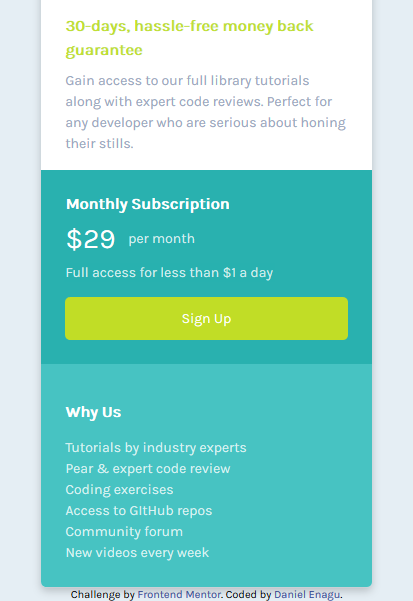 30-days, hassle-free money back
guarantee
Gain access to our full library tutorials
along with expert code reviews. Perfect for
any developer who are serious about honing
their stills.
Monthly Subscription
$29 per month
Full access for less than $1 a day
Sign Up
Why Us
Tutorials by industry experts
Pear & expert code review
Coding exercises
Access to GItHub repos
Community forum
New videos every week
Challenge by Frontend Mentor. Coded by Daniel Enagu.